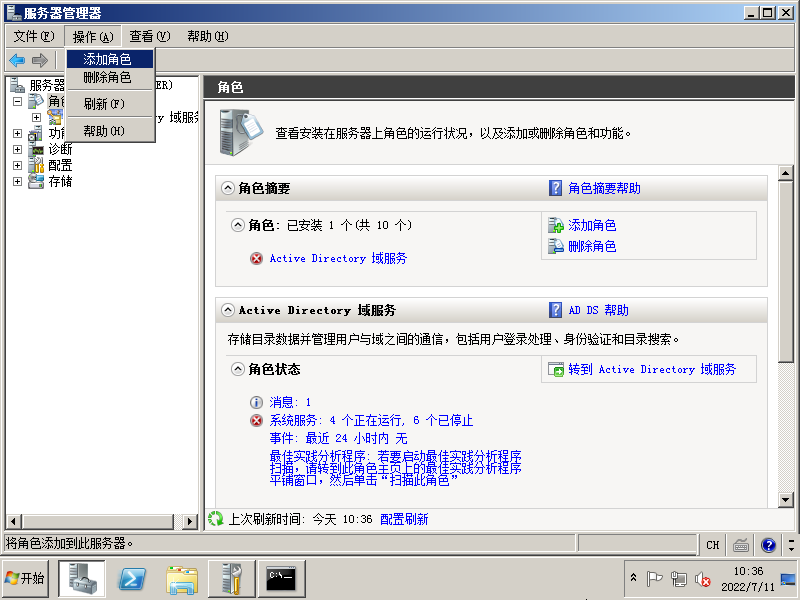 服务器管理器
文件(F) 操作(A) 查看(V) 帮助(H)
添加角色
删除角色
刷新(F)
帮助(H)
服务器
ER)
角色
ry 域服务
功能
诊断
配置
存储
角色
查看安装在服务器上角色的运行状况，以及添加或删除角色和功能。
角色摘要
角色摘要帮助
角色: 已安装 1 个(共 10 个)
添加角色
删除角色
Active Directory 域服务
Active Directory 域服务
AD DS 帮助
存储目录数据并管理用户与域之间的通信，包括用户登录处理、身份验证和目录搜索。
角色状态
转到 Active Directory 域服务
消息: 1
系统服务: 4 个正在运行, 6 个已停止
事件: 最近 24 小时内 无
最佳实践分析程序: 若要启动最佳实践分析程序
扫描，请转到此角色主页上的最佳实践分析程序
平铺窗口，然后单击“扫描此角色”
上次刷新时间: 今天 10:36 配置刷新
将角色添加到此服务器。
CH
开始
C:\_
10:36
2022/7/11